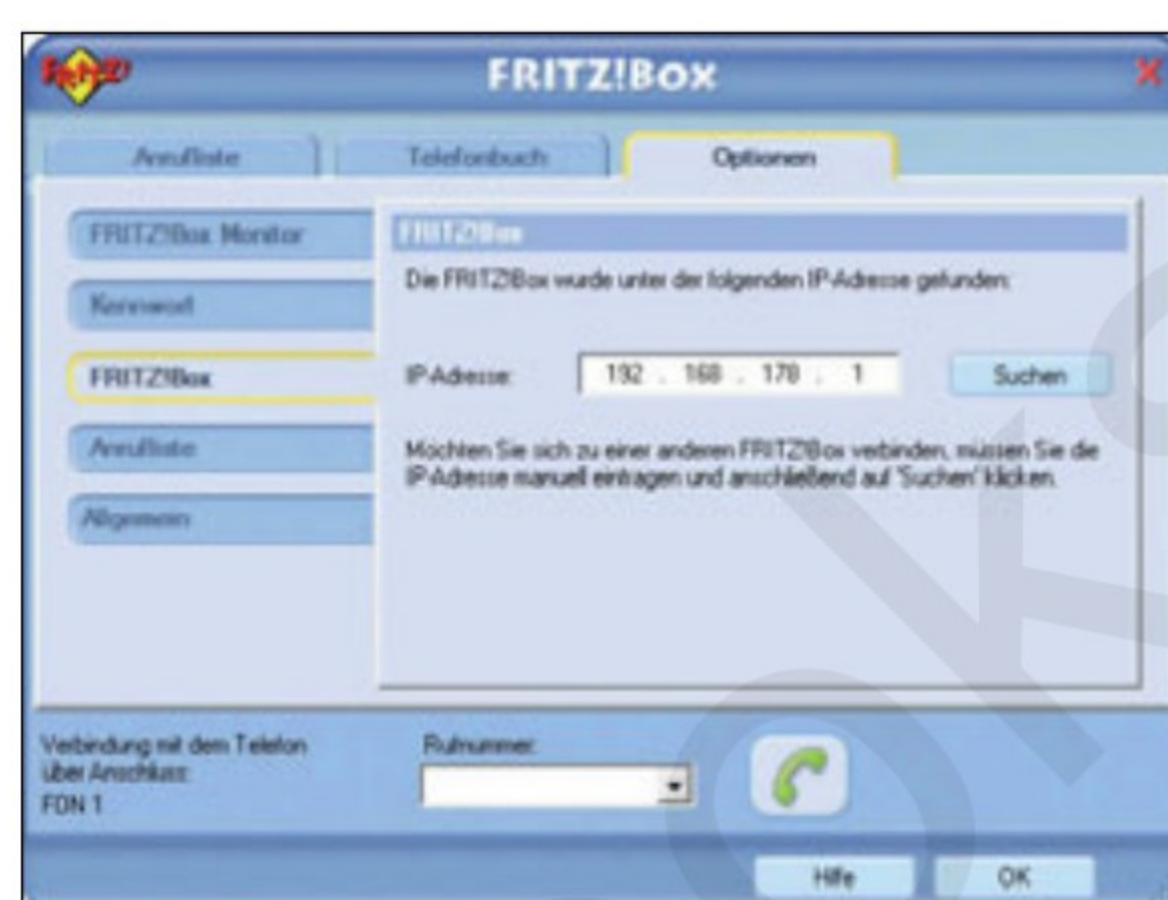 FRITZ!
FRITZ!Box
Anrufliste
Telefonbuch
Optionen
FRITZ!Box Monitor
Kennwort
FRITZ!Box
Anrufliste
Allgemein
FRITZ!Box
Die FRITZ!Box wurde unter der folgenden IP-Adresse gefunden:
IP-Adresse:
192 . 168 . 178 . 1
Suchen
Möchten Sie sich zu einer anderen FRITZ!Box verbinden, müssen Sie die
IP-Adresse manuell eintragen und anschließend auf 'Suchen' klicken.
Verbindung mit dem Telefon
über Anschluss:
FON 1
Rufnummer:
Hilfe
OK